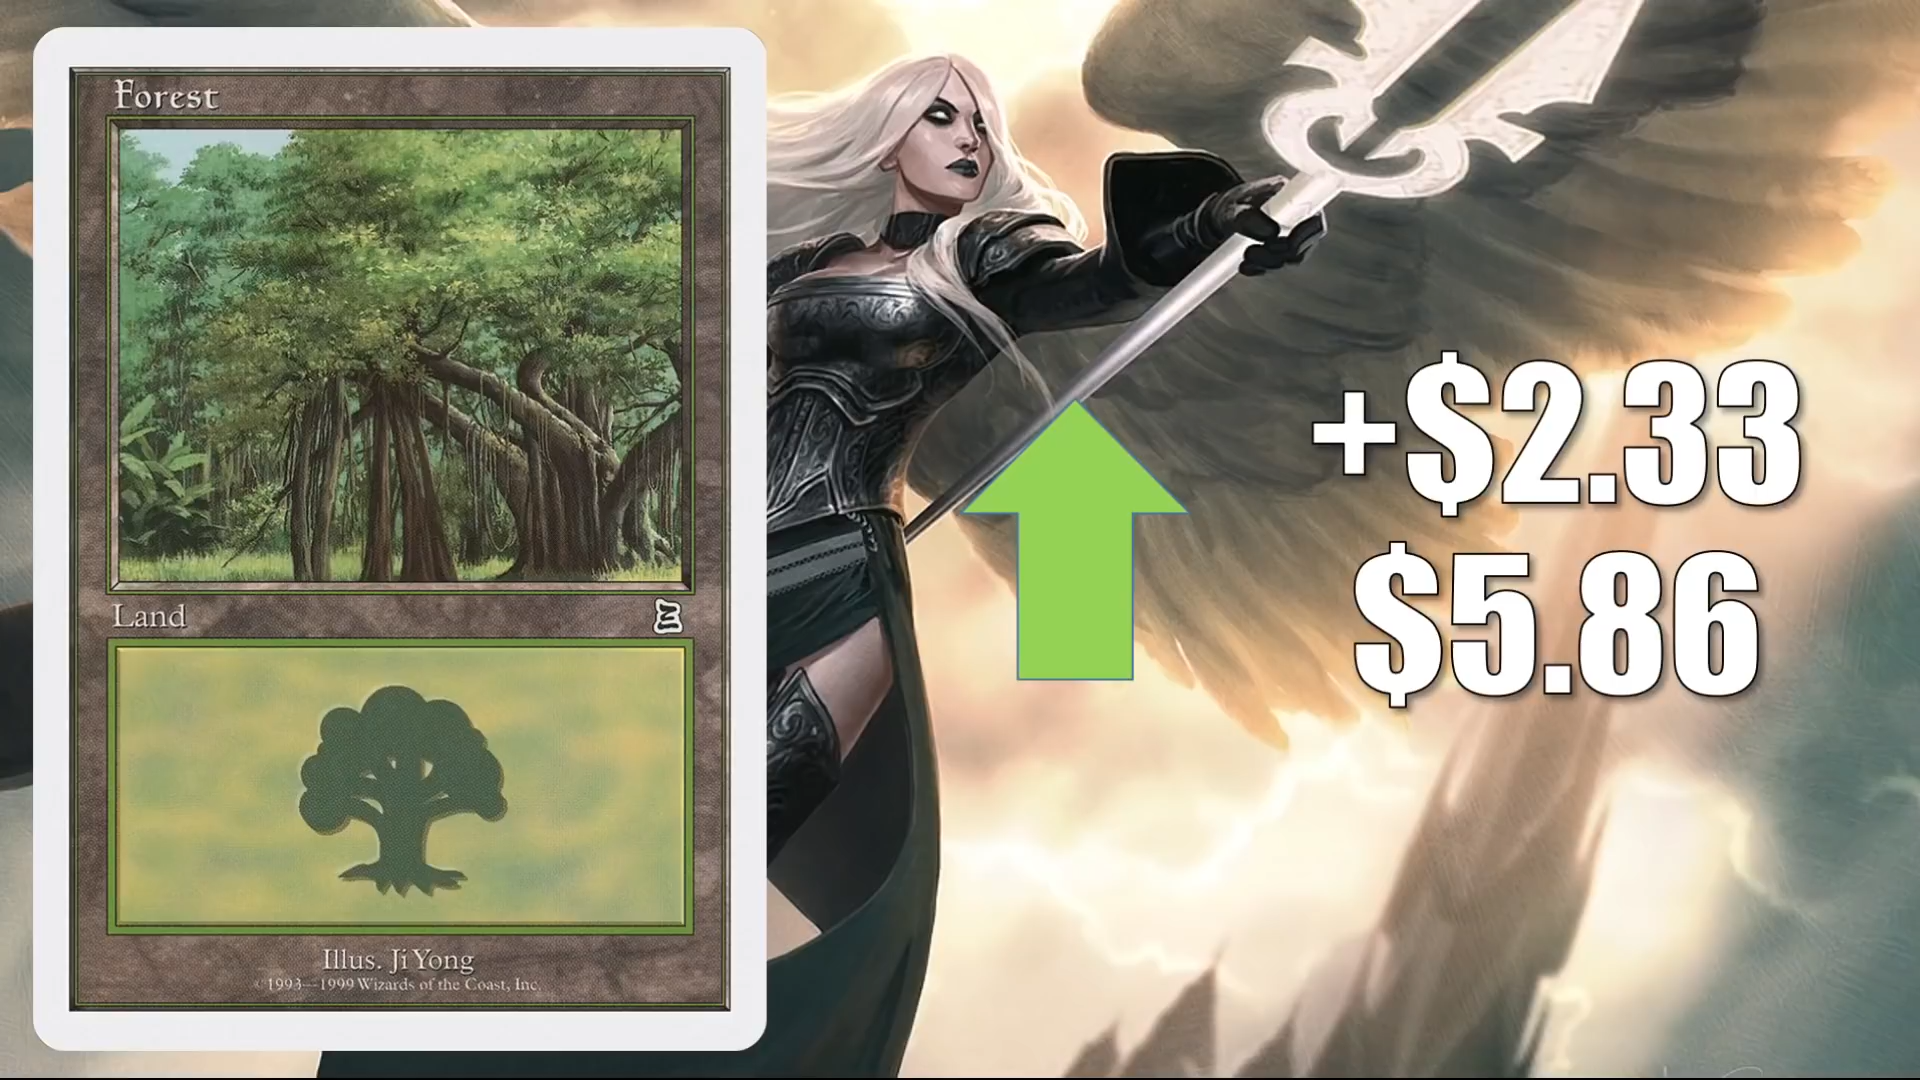 Forest
Land
Illus. Ji Yong
©1993—1999 Wizards of the Coast, Inc.
+$2.33
$5.86